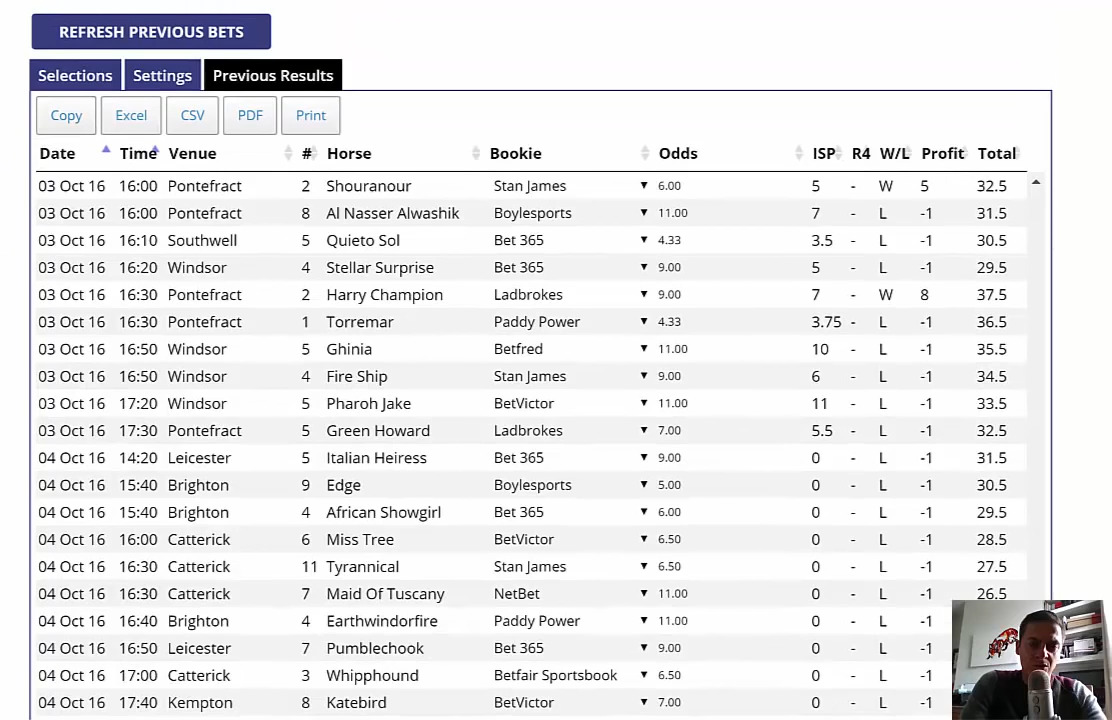 REFRESH PREVIOUS BETS
Selections Settings Previous Results
Copy Excel CSV PDF Print
Date Time Venue # Horse Bookie Odds ISP R4 W/L Profit Total
03 Oct 16 16:00 Pontefract 2 Shouranour Stan James 6.00 5 - W 5 32.5
03 Oct 16 16:00 Pontefract 8 Al Nasser Alwashik Boylesports 11.00 7 - L -1 31.5
03 Oct 16 16:10 Southwell 5 Quieto Sol Bet 365 4.33 3.5 - L -1 30.5
03 Oct 16 16:20 Windsor 4 Stellar Surprise Bet 365 9.00 5 - L -1 29.5
03 Oct 16 16:30 Pontefract 2 Harry Champion Ladbrokes 9.00 7 - W 8 37.5
03 Oct 16 16:30 Pontefract 1 Torremar Paddy Power 4.33 3.75 - L -1 36.5
03 Oct 16 16:50 Windsor 5 Ghinia Betfred 11.00 10 - L -1 35.5
03 Oct 16 16:50 Windsor 4 Fire Ship Stan James 9.00 6 - L -1 34.5
03 Oct 16 17:20 Windsor 5 Pharoh Jake BetVictor 11.00 11 - L -1 33.5
03 Oct 16 17:30 Pontefract 5 Green Howard Ladbrokes 7.00 5.5 - L -1 32.5
04 Oct 16 14:20 Leicester 5 Italian Heiress Bet 365 9.00 0 - L -1 31.5
04 Oct 16 15:40 Brighton 9 Edge Boylesports 5.00 0 - L -1 30.5
04 Oct 16 15:40 Brighton 4 African Showgirl Bet 365 6.00 0 - L -1 29.5
04 Oct 16 16:00 Catterick 6 Miss Tree BetVictor 6.50 0 - L -1 28.5
04 Oct 16 16:30 Catterick 11 Tyrannical Stan James 6.50 0 - L -1 27.5
04 Oct 16 16:30 Catterick 7 Maid Of Tuscany NetBet 11.00 0 - L -1 26.5
04 Oct 16 16:40 Brighton 4 Earthwindorfire Paddy Power 11.00 0 - L -1
04 Oct 16 16:50 Leicester 7 Pumblechook Bet 365 9.00 0 - L -1
04 Oct 16 17:00 Catterick 3 Whipphound Betfair Sportsbook 6.50 0 - L -1
04 Oct 16 17:40 Kempton 8 Katebird BetVictor 7.00 0 - L -1